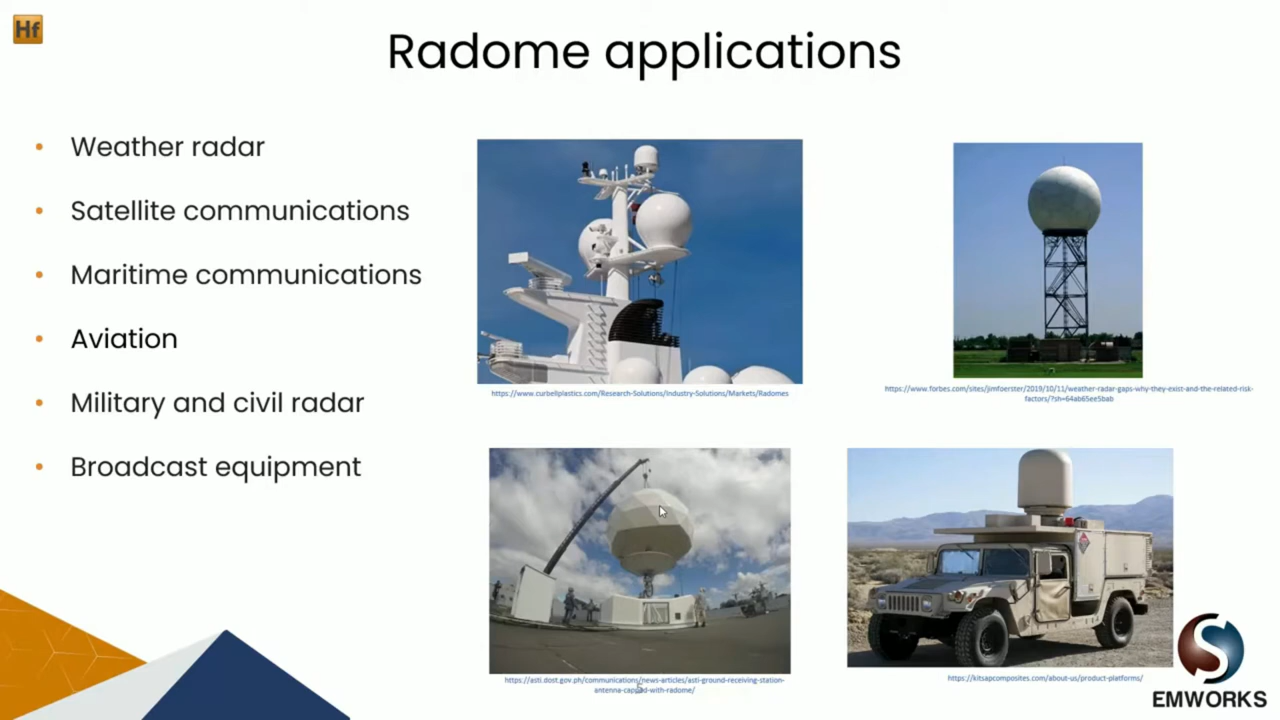 Hf
Radome applications
• Weather radar
• Satellite communications
• Maritime communications
• Aviation
• Military and civil radar
• Broadcast equipment
https://www.curbellplastics.com/Research-Solutions/Industry-Solutions/Markets/Radomes
https://www.forbes.com/sites/jimfoerster/2019/10/11/weather-radar-gaps-why-they-exist-and-the-related-risk-
factors/?sh=64ab65ee5bab
https://asti.dost.gov.ph/communications/news-articles/asti-ground-receiving-station-
antenna-capped-with-radome/
5
https://kitsapcomposites.com/about-us/product-platforms/
EMWORKS